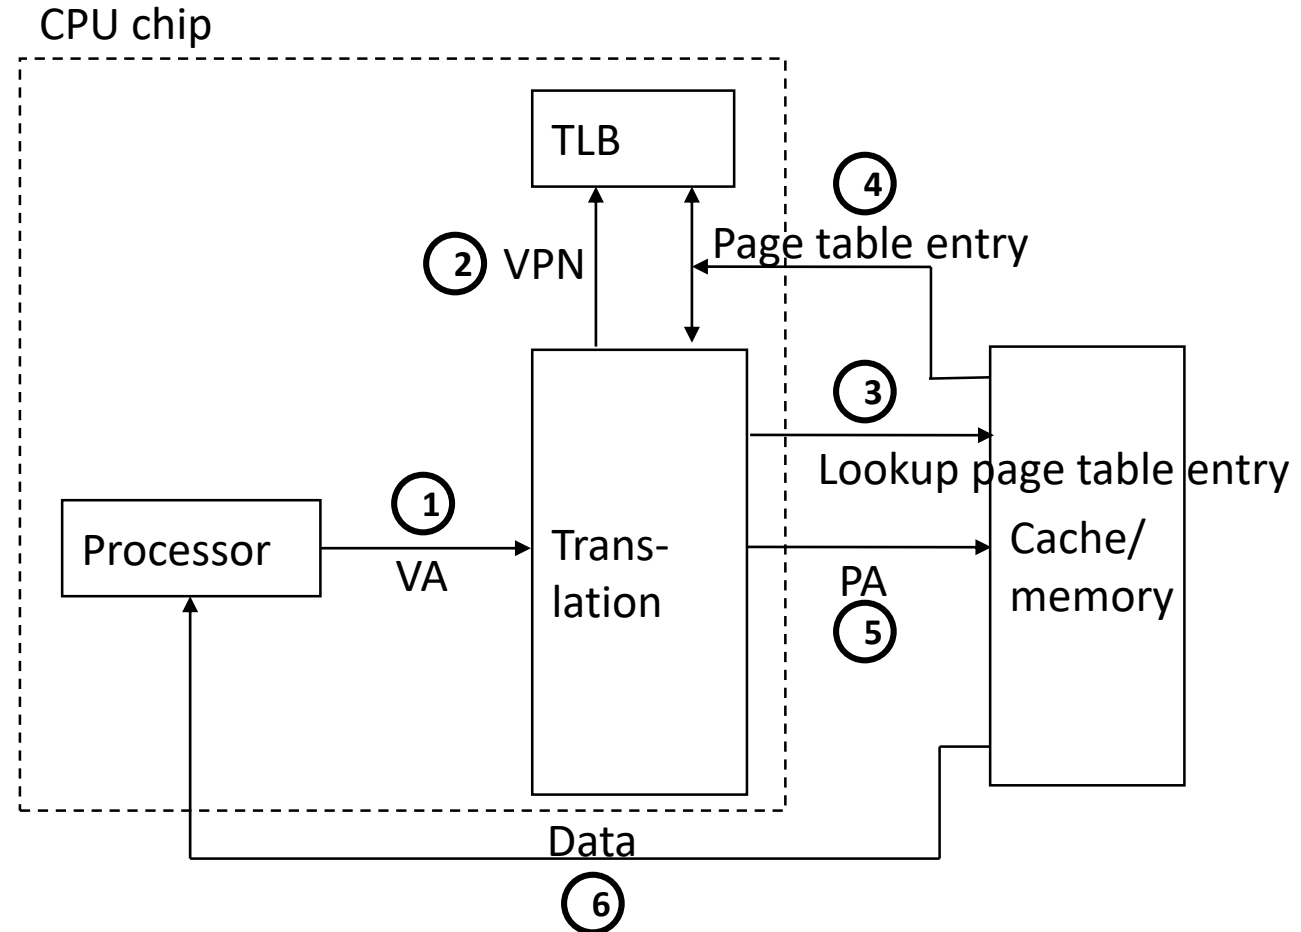 CPU chip
TLB
4
Page table entry
2 VPN
3
Lookup page table entry
1
Processor
VA
Trans-
lation
PA
5
Cache/
memory
Data
6